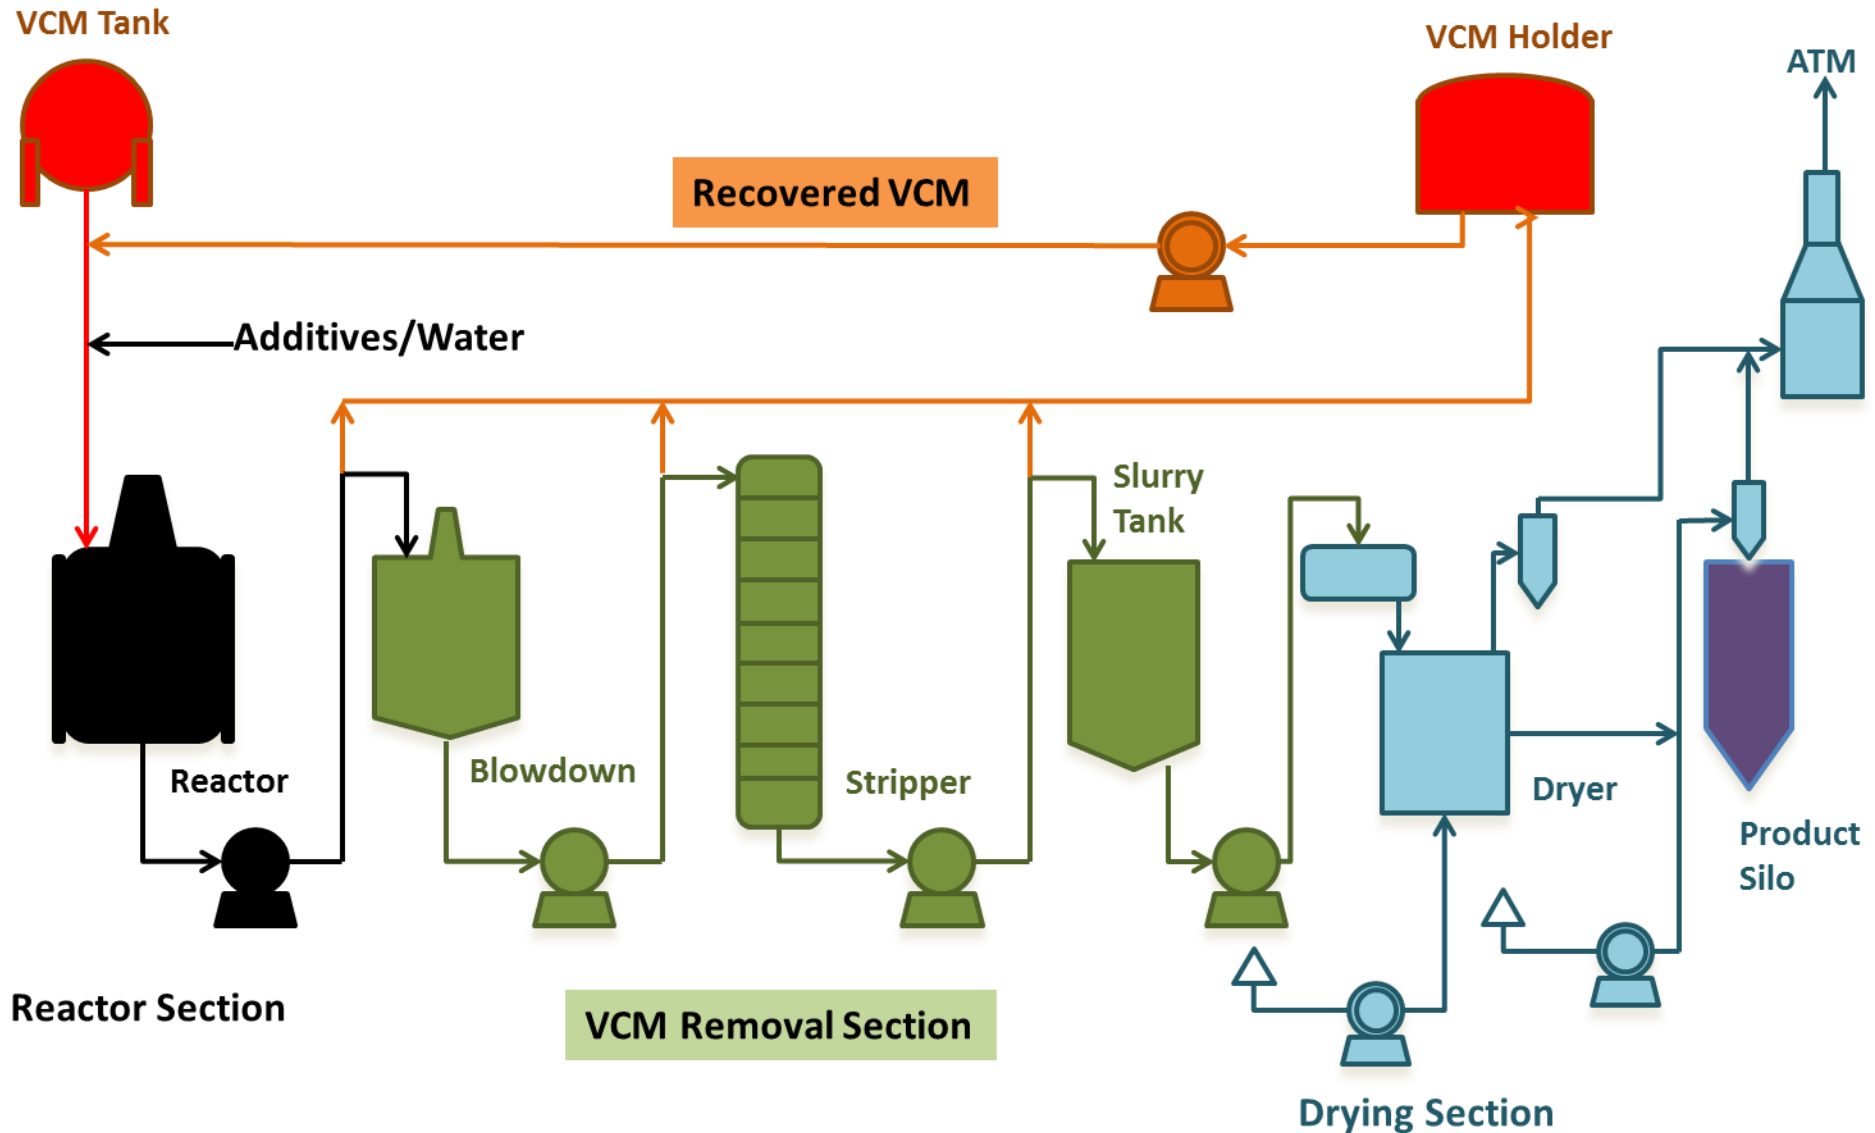 VCM Tank
VCM Holder
ATM
Recovered VCM
Additives/Water
Slurry
Tank
Reactor
Blowdown
Stripper
Dryer
Product
Silo
Reactor Section
VCM Removal Section
Drying Section